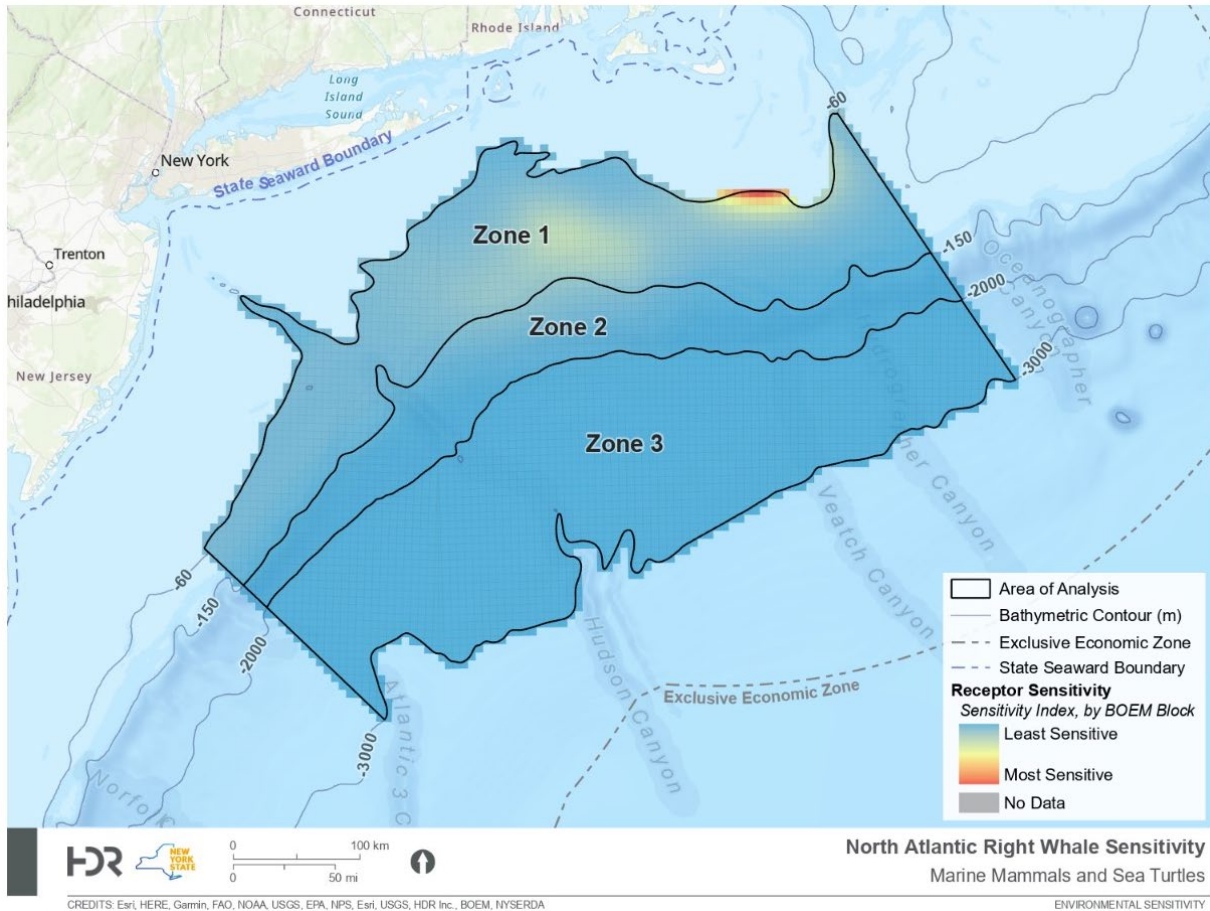 Connecticut
Rhode Island
Long
Island
Sound
New York
State Seaward Boundary
Trenton
hiladelphia
New Jersey
Zone 1
Zone 2
Zone 3
-60
-150
-2000
-3000
Oceanographer
Canyon
Canyon
Veatch Canyon
Hudson Canyon
Atlantic 3 C
Norfolk
-60
-150
-2000
-3000
Exclusive Economic Zone
Area of Analysis
Bathymetric Contour (m)
Exclusive Economic Zone
State Seaward Boundary
Receptor Sensitivity
Sensitivity Index, by BOEM Block
Least Sensitive
Most Sensitive
No Data
HDR
NEW
YORK
STATE
0 100 km
0 50 mi
North Atlantic Right Whale Sensitivity
Marine Mammals and Sea Turtles
CREDITS: Esri, HERE, Garmin, FAO, NOAA, USGS, EPA, NPS, Esri, USGS, HDR Inc., BOEM, NYSERDA
ENVIRONMENTAL SENSITIVITY